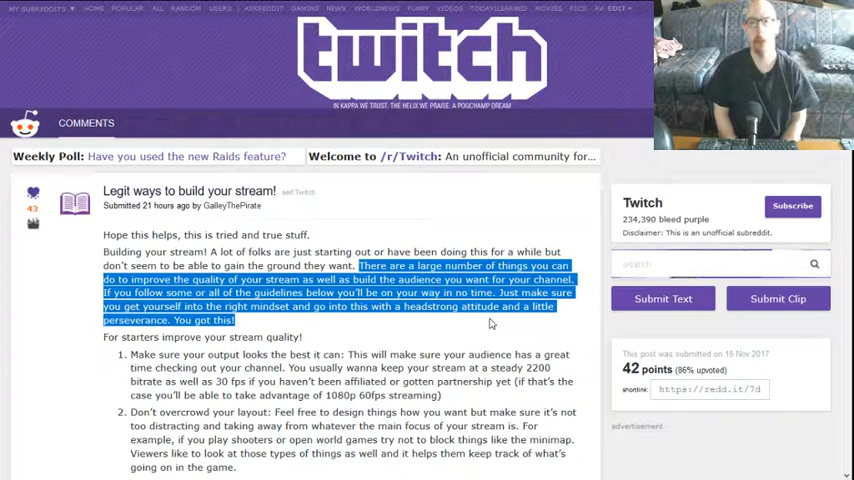 MY SUBREDDITS ▼ HOME POPULAR ALL RANDOM USERS | ASKREDDIT GAMING NEWS WORLDNEWS FUNNY VIDEOS TODAYILEARNED MOVIES PICS AV EDIT
twitch
IN KAPPA WE TRUST. THE HELIX WE PRAISE. A POGCHAMP DREAM
COMMENTS
Weekly Poll: Have you used the new Raids feature?
Welcome to /r/Twitch: An unofficial community for...
Legit ways to build your stream! self.Twitch
43
Submitted 21 hours ago by GalleyThePirate
Hope this helps, this is tried and true stuff.
Building your stream! A lot of folks are just starting out or have been doing this for a while but
don't seem to be able to gain the ground they want. There are a large number of things you can
do to improve the quality of your stream as well as build the audience you want for your channel.
If you follow some or all of the guidelines below you'll be on your way in no time. Just make sure
you get yourself into the right mindset and go into this with a headstrong attitude and a little
perseverance. You got this!
For starters improve your stream quality!
1. Make sure your output looks the best it can: This will make sure your audience has a great
time checking out your channel. You usually wanna keep your stream at a steady 2200
bitrate as well as 30 fps if you haven't been affiliated or gotten partnership yet (if that's the
case you'll be able to take advantage of 1080p 60fps streaming)
2. Don't overcrowd your layout: Feel free to design things how you want but make sure it's not
too distracting and taking away from whatever the main focus of your stream is. For
example, if you play shooters or open world games try not to block things like the minimap.
Viewers like to look at those types of things as well and it helps them keep track of what's
going on in the game.
Twitch
Subscribe
234,390 bleed purple
Disclaimer: This is an unofficial subreddit.
search
Submit Text
Submit Clip
This post was submitted on 15 Nov 2017
42 points (86% upvoted)
shortlink: https://redd.it/7d
advertisement